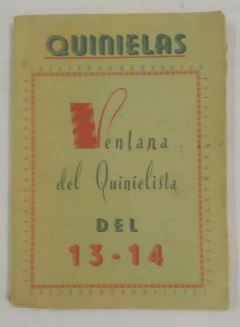 QUINIELAS
Ventana
del Quinielista
DEL
13-14